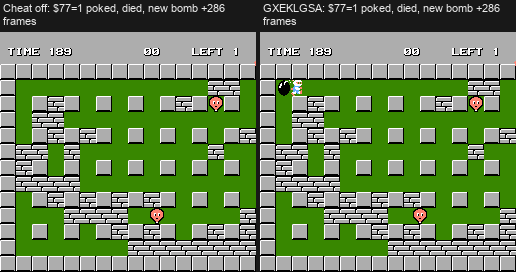 Cheat off: $77=1 poked, died, new bomb +286
frames
GXEKLGSA: $77=1 poked, died, new bomb +286
frames
TIME 189 00 LEFT 1
TIME 189 00 LEFT 1